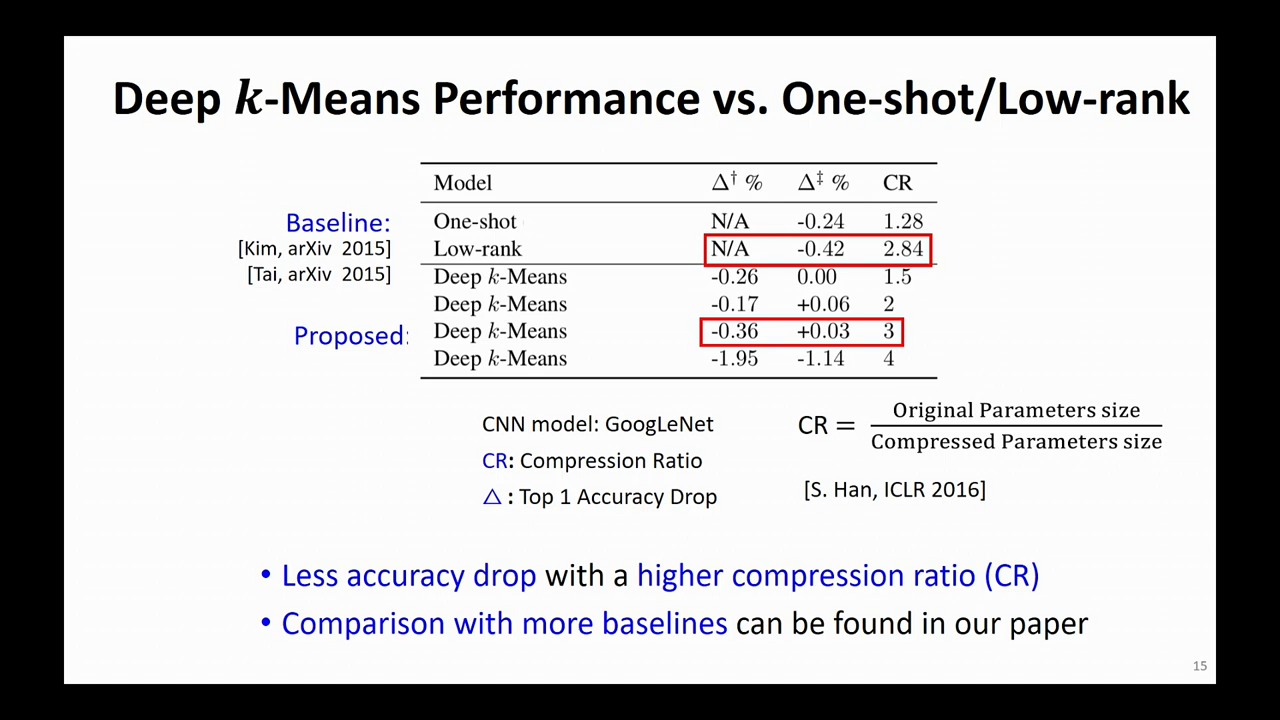 Deep k-Means Performance vs. One-shot/Low-rank
Model Δ† % Δ‡ % CR
Baseline: One-shot N/A -0.24 1.28
[Kim, arXiv 2015] Low-rank N/A -0.42 2.84
[Tai, arXiv 2015] Deep k-Means -0.26 0.00 1.5
Deep k-Means -0.17 +0.06 2
Proposed: Deep k-Means -0.36 +0.03 3
Deep k-Means -1.95 -1.14 4
CNN model: GoogLeNet
CR: Compression Ratio
△ : Top 1 Accuracy Drop
CR = Original Parameters size
Compressed Parameters size
[S. Han, ICLR 2016]
• Less accuracy drop with a higher compression ratio (CR)
• Comparison with more baselines can be found in our paper
15